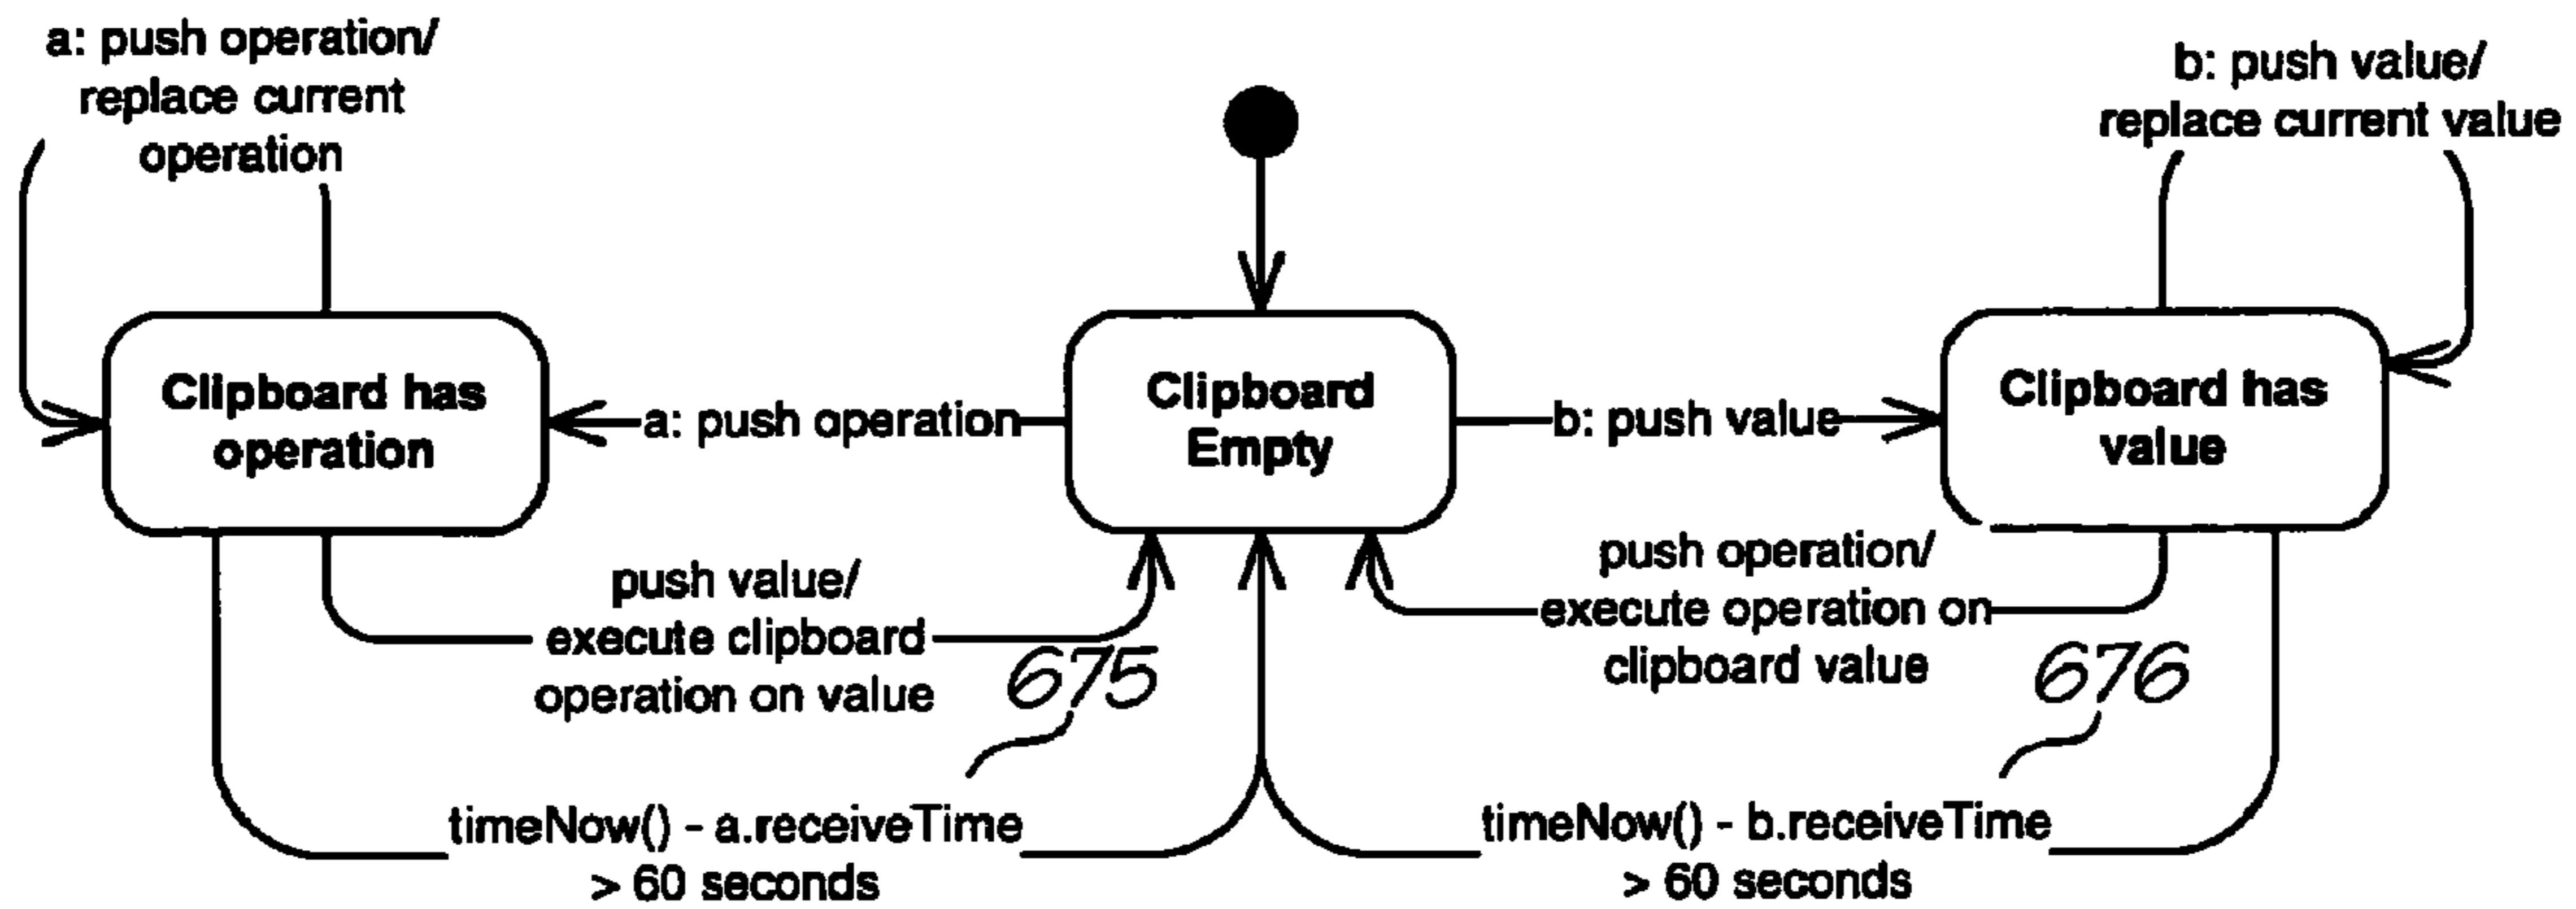 a: push operation/
replace current
operation
b: push value/
replace current value
Clipboard has
operation
a: push operation
Clipboard
Empty
b: push value
Clipboard has
value
push value/
execute clipboard
operation on value
675
push operation/
execute operation on
clipboard value
676
timeNow() - a.receiveTime
> 60 seconds
timeNow() - b.receiveTime
> 60 seconds